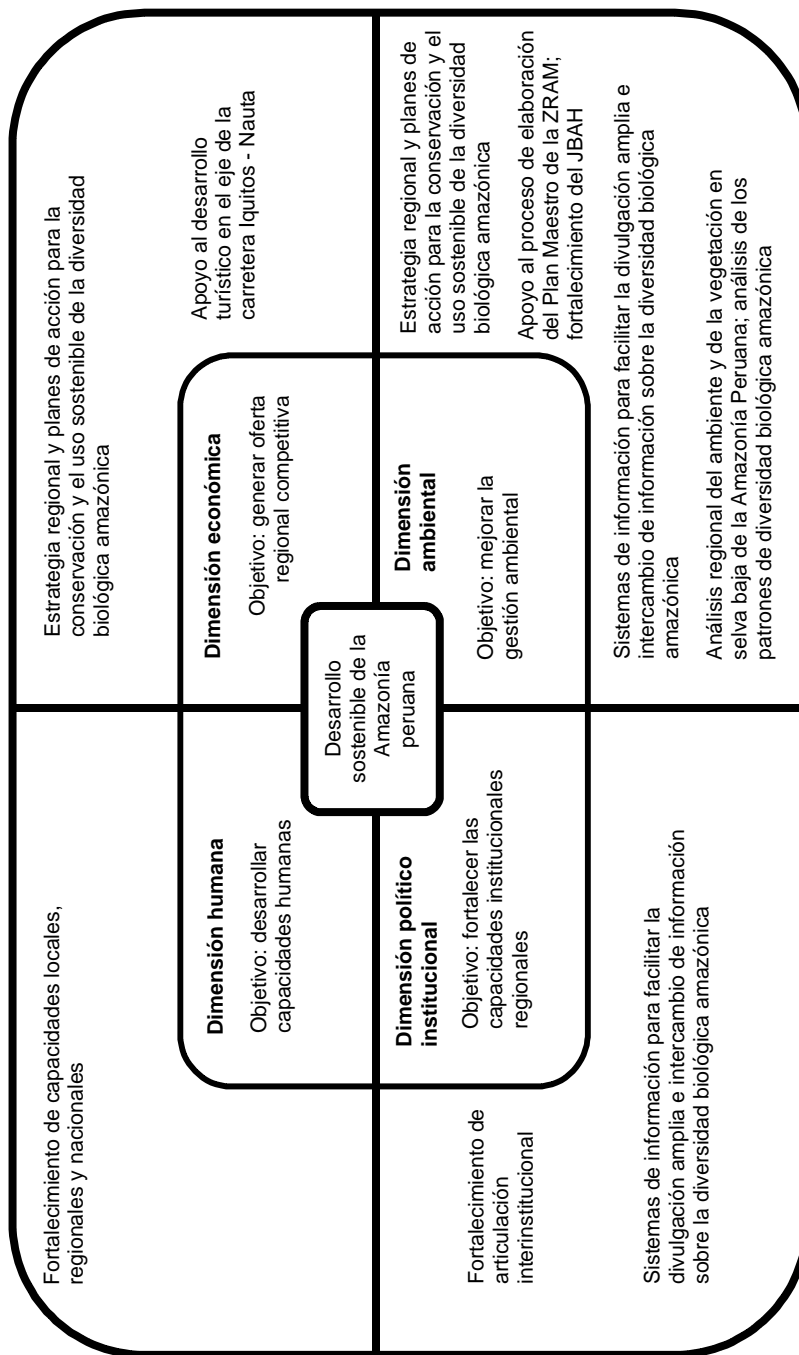 Fortalecimiento de capacidades locales,
regionales y nacionales
Dimensión humana
Objetivo: desarrollar
capacidades humanas
Estrategia regional y planes de acción para la
conservación y el uso sostenible de la diversidad
biológica amazónica
Apoyo al desarrollo
turístico en el eje de la
carretera Iquitos - Nauta
Dimensión económica
Objetivo: generar oferta
regional competitiva
Desarrollo
sostenible de la
Amazonía
peruana
Fortalecimiento de
articulación
interinstitucional
Dimensión político
institucional
Objetivo: fortalecer las
capacidades institucionales
regionales
Sistemas de información para facilitar la
divulgación amplia e intercambio de información
sobre la diversidad biológica amazónica
Dimensión
ambiental
Objetivo: mejorar la
gestión ambiental
Estrategia regional y planes de
acción para la conservación y el
uso sostenible de la diversidad
biológica amazónica
Apoyo al proceso de elaboración
del Plan Maestro de la ZRAM;
fortalecimiento del JBAH
Sistemas de información para facilitar la divulgación amplia e
intercambio de información sobre la diversidad biológica
amazónica
Análisis regional del ambiente y de la vegetación en
selva baja de la Amazonía Peruana; análisis de los
patrones de diversidad biológica amazónica